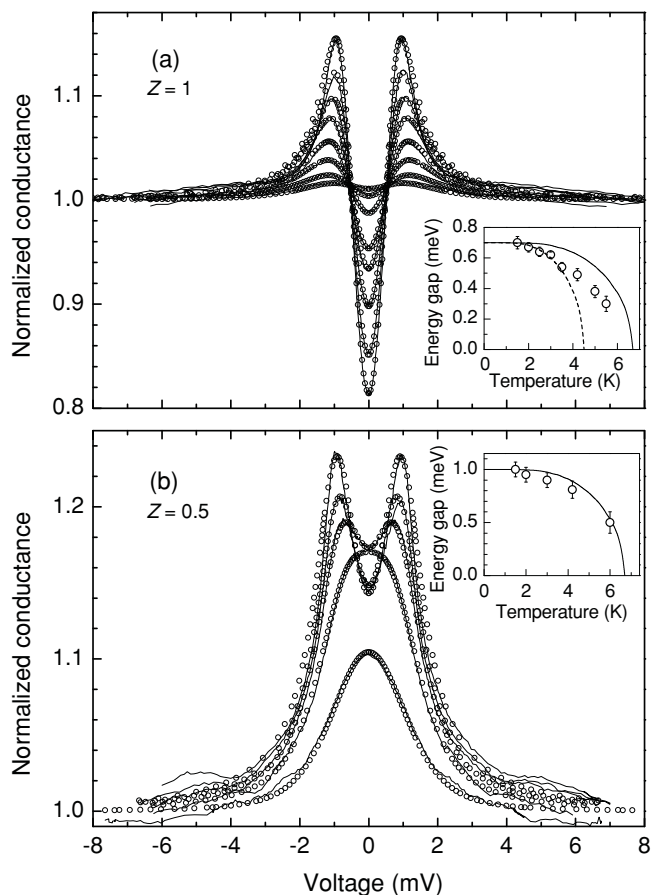 (a)
Z = 1
1.1
1.0
0.9
0.8
Normalized conductance
0.8
0.6
0.4
0.2
0.0
Energy gap (meV)
0 2 4 6
Temperature (K)
(b)
Z = 0.5
1.2
1.1
1.0
Normalized conductance
1.0
0.5
0.0
Energy gap (meV)
0 2 4 6
Temperature (K)
-8 -6 -4 -2 0 2 4 6 8
Voltage (mV)